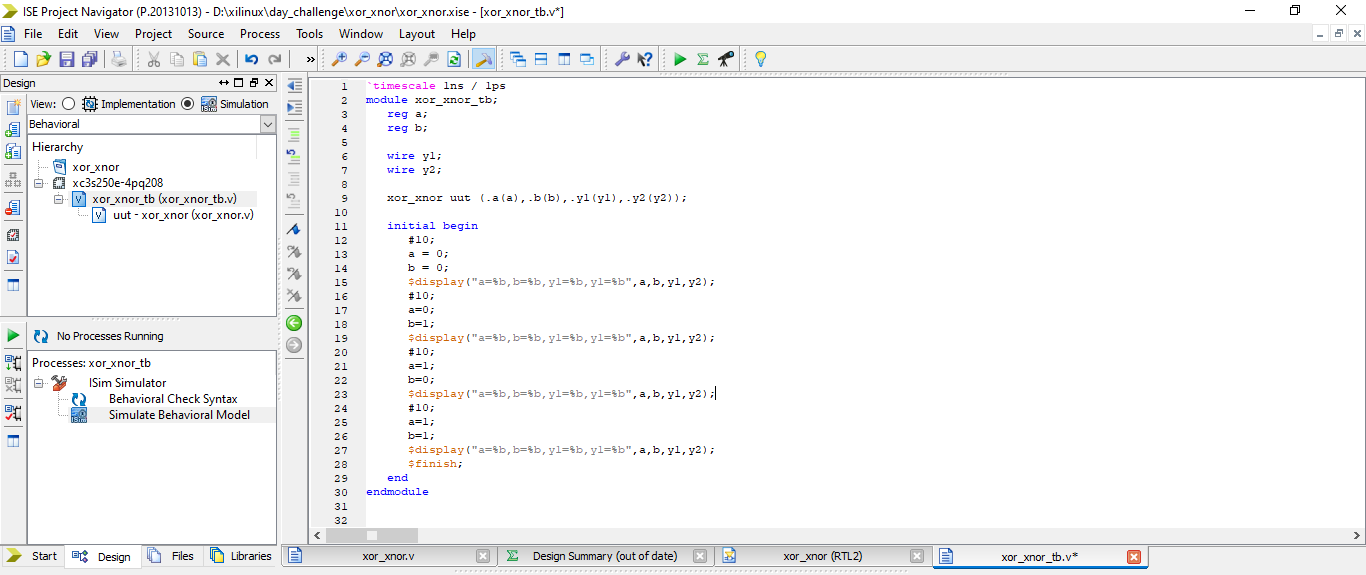 ISE Project Navigator (P.20131013) - D:\xilinux\day_challenge\xor_xnor\xor_xnor.xise - [xor_xnor_tb.v*]
File Edit View Project Source Process Tools Window Layout Help
Design
View: Implementation Simulation
Behavioral
Hierarchy
xor_xnor
xc3s250e-4pq208
xor_xnor_tb (xor_xnor_tb.v)
uut - xor_xnor (xor_xnor.v)
No Processes Running
Processes: xor_xnor_tb
ISim Simulator
Behavioral Check Syntax
Simulate Behavioral Model
1 `timescale 1ns / 1ps
2 module xor_xnor_tb;
3 reg a;
4 reg b;
5
6 wire y1;
7 wire y2;
8
9 xor_xnor uut (.a(a),.b(b),.y1(y1),.y2(y2));
10
11 initial begin
12 #10;
13 a = 0;
14 b = 0;
15 $display("a=%b,b=%b,y1=%b,y1=%b",a,b,y1,y2);
16 #10;
17 a=0;
18 b=1;
19 $display("a=%b,b=%b,y1=%b,y1=%b",a,b,y1,y2);
20 #10;
21 a=1;
22 b=0;
23 $display("a=%b,b=%b,y1=%b,y1=%b",a,b,y1,y2);
24 #10;
25 a=1;
26 b=1;
27 $display("a=%b,b=%b,y1=%b,y1=%b",a,b,y1,y2);
28 $finish;
29 end
30 endmodule
31
32
Start Design Files Libraries
xor_xnor.v Design Summary (out of date) xor_xnor (RTL2) xor_xnor_tb.v*